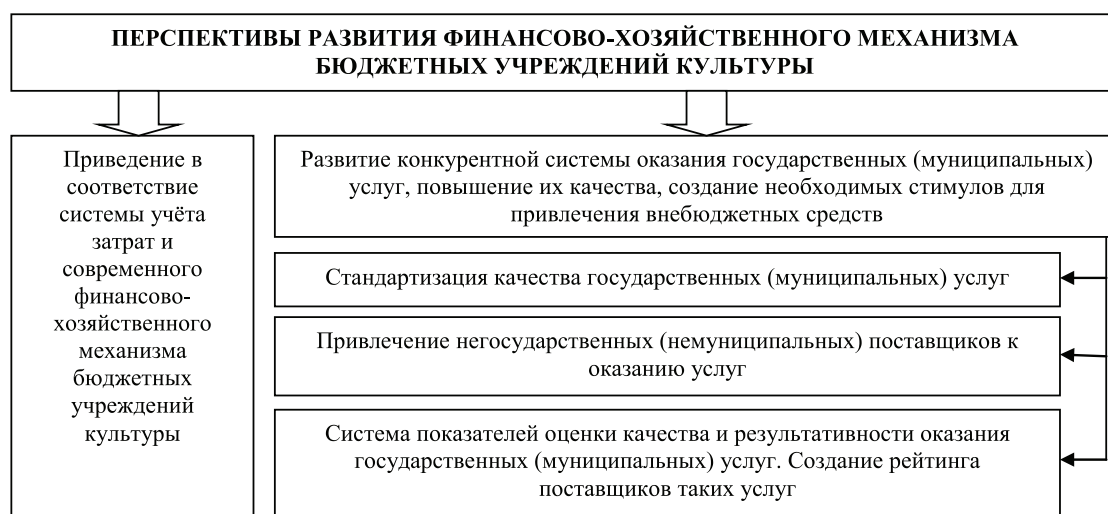 ПЕРСПЕКТИВЫ РАЗВИТИЯ ФИНАНСОВО-ХОЗЯЙСТВЕННОГО МЕХАНИЗМА
БЮДЖЕТНЫХ УЧРЕЖДЕНИЙ КУЛЬТУРЫ
Приведение в
соответствие
системы учёта
затрат и
современного
финансово-
хозяйственного
механизма
бюджетных
учреждений
культуры
Развитие конкурентной системы оказания государственных (муниципальных)
услуг, повышение их качества, создание необходимых стимулов для
привлечения внебюджетных средств
Стандартизация качества государственных (муниципальных) услуг
Привлечение негосударственных (немуниципальных) поставщиков к
оказанию услуг
Система показателей оценки качества и результативности оказания
государственных (муниципальных) услуг. Создание рейтинга
поставщиков таких услуг